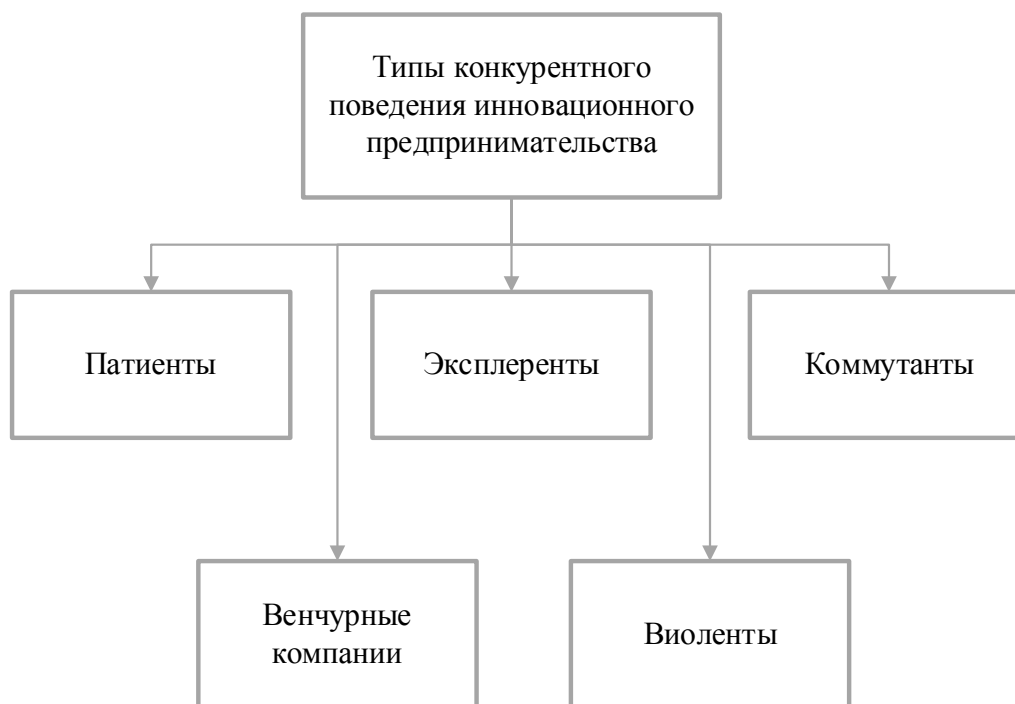 Типы конкурентного
поведения инновационного
предпринимательства
Патиенты
Эксплеренты
Коммутанты
Венчурные
компании
Виоленты